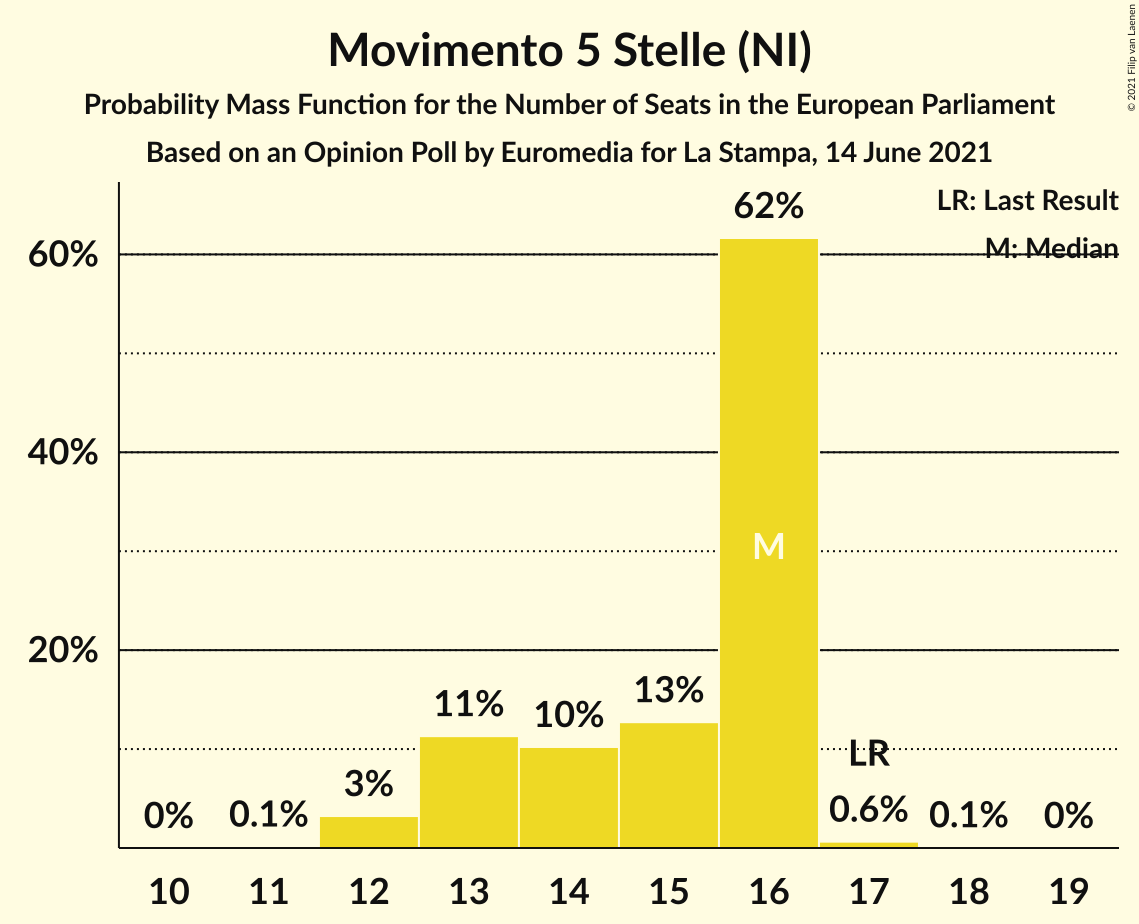 Movimento 5 Stelle (NI)
Probability Mass Function for the Number of Seats in the European Parliament
Based on an Opinion Poll by Euromedia for La Stampa, 14 June 2021
© 2021 Filip van Laenen
LR: Last Result
M: Median
60%
40%
20%
0%
0.1%
3%
11%
10%
13%
62%
M
LR
0.6%
0.1%
0%
10 11 12 13 14 15 16 17 18 19